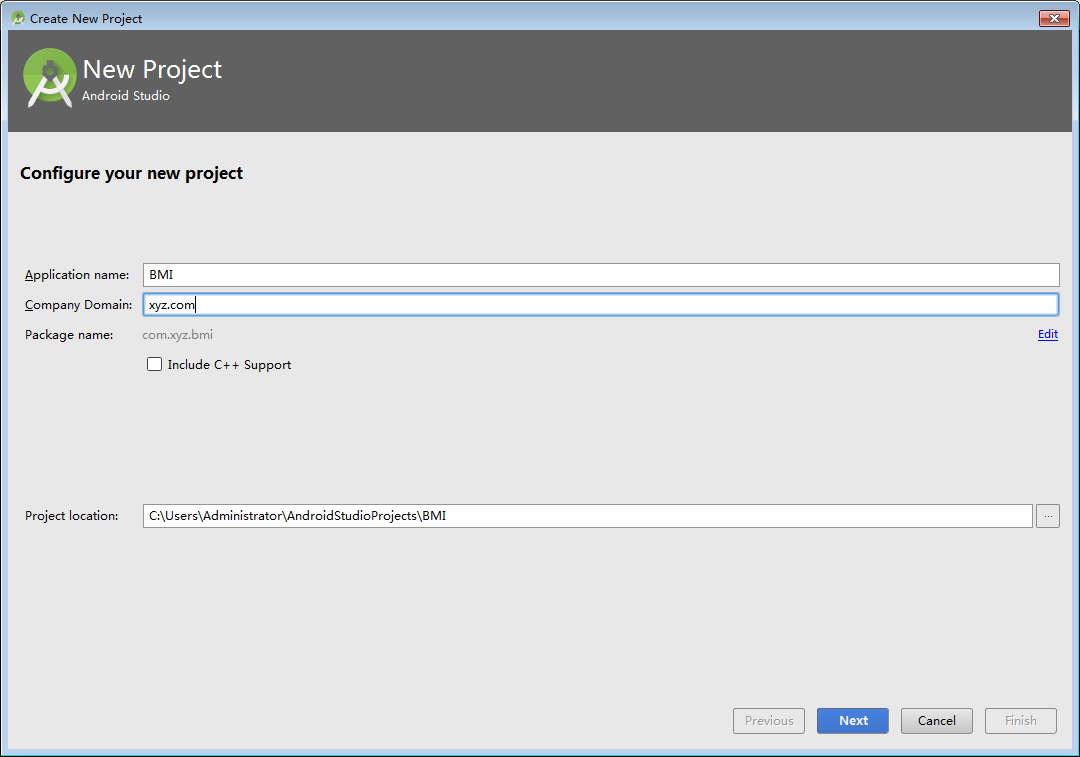 Create New Project
New Project
Android Studio
Configure your new project
Application name: BMI
Company Domain: xyz.com
Package name: com.xyz.bmi Edit
Include C++ Support
Project location: C:\Users\Administrator\AndroidStudioProjects\BMI ...
Previous Next Cancel Finish